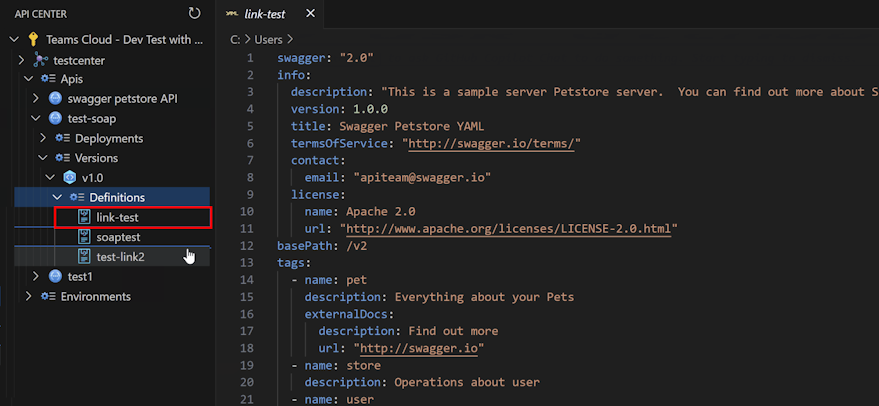 API CENTER
Teams Cloud - Dev Test with ...
testcenter
Apis
swagger petstore API
test-soap
Deployments
Versions
v1.0
Definitions
link-test
soaptest
test-link2
test1
Environments
link-test
C: > Users >
1 swagger: "2.0"
2 info:
3 description: "This is a sample server Petstore server.  You can find out more about S
4 version: 1.0.0
5 title: Swagger Petstore YAML
6 termsOfService: "http://swagger.io/terms/"
7 contact:
8 email: "apiteam@swagger.io"
9 license:
10 name: Apache 2.0
11 url: "http://www.apache.org/licenses/LICENSE-2.0.html"
12 basePath: /v2
13 tags:
14 - name: pet
15 description: Everything about your Pets
16 externalDocs:
17 description: Find out more
18 url: "http://swagger.io"
19 - name: store
20 description: Operations about user
21 - name: user